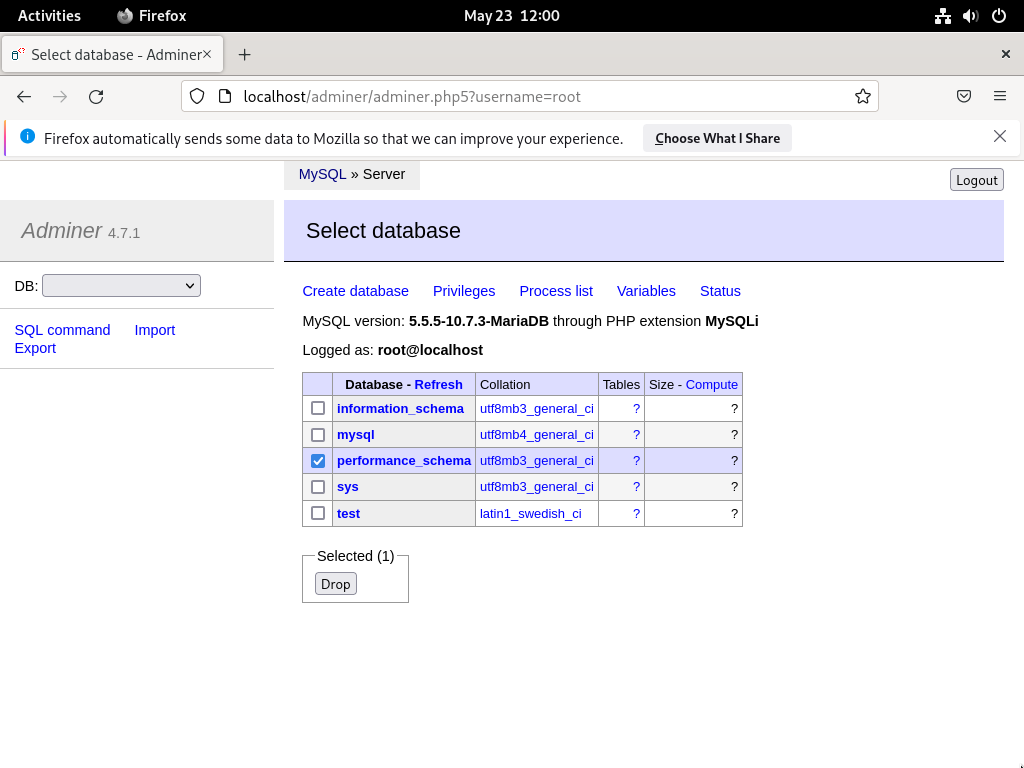 Activities Firefox May 23 12:00
Select database - Adminer
localhost/adminer/adminer.php5?username=root
Firefox automatically sends some data to Mozilla so that we can improve your experience. Choose What I Share
MySQL » Server
Logout
Adminer 4.7.1
Select database
DB:
SQL command Import
Export
Create database Privileges Process list Variables Status
MySQL version: 5.5.5-10.7.3-MariaDB through PHP extension MySQLi
Logged as: root@localhost
Database - Refresh Collation Tables Size - Compute
information_schema utf8mb3_general_ci ? ?
mysql utf8mb4_general_ci ? ?
performance_schema utf8mb3_general_ci ? ?
sys utf8mb3_general_ci ? ?
test latin1_swedish_ci ? ?
Selected (1)
Drop